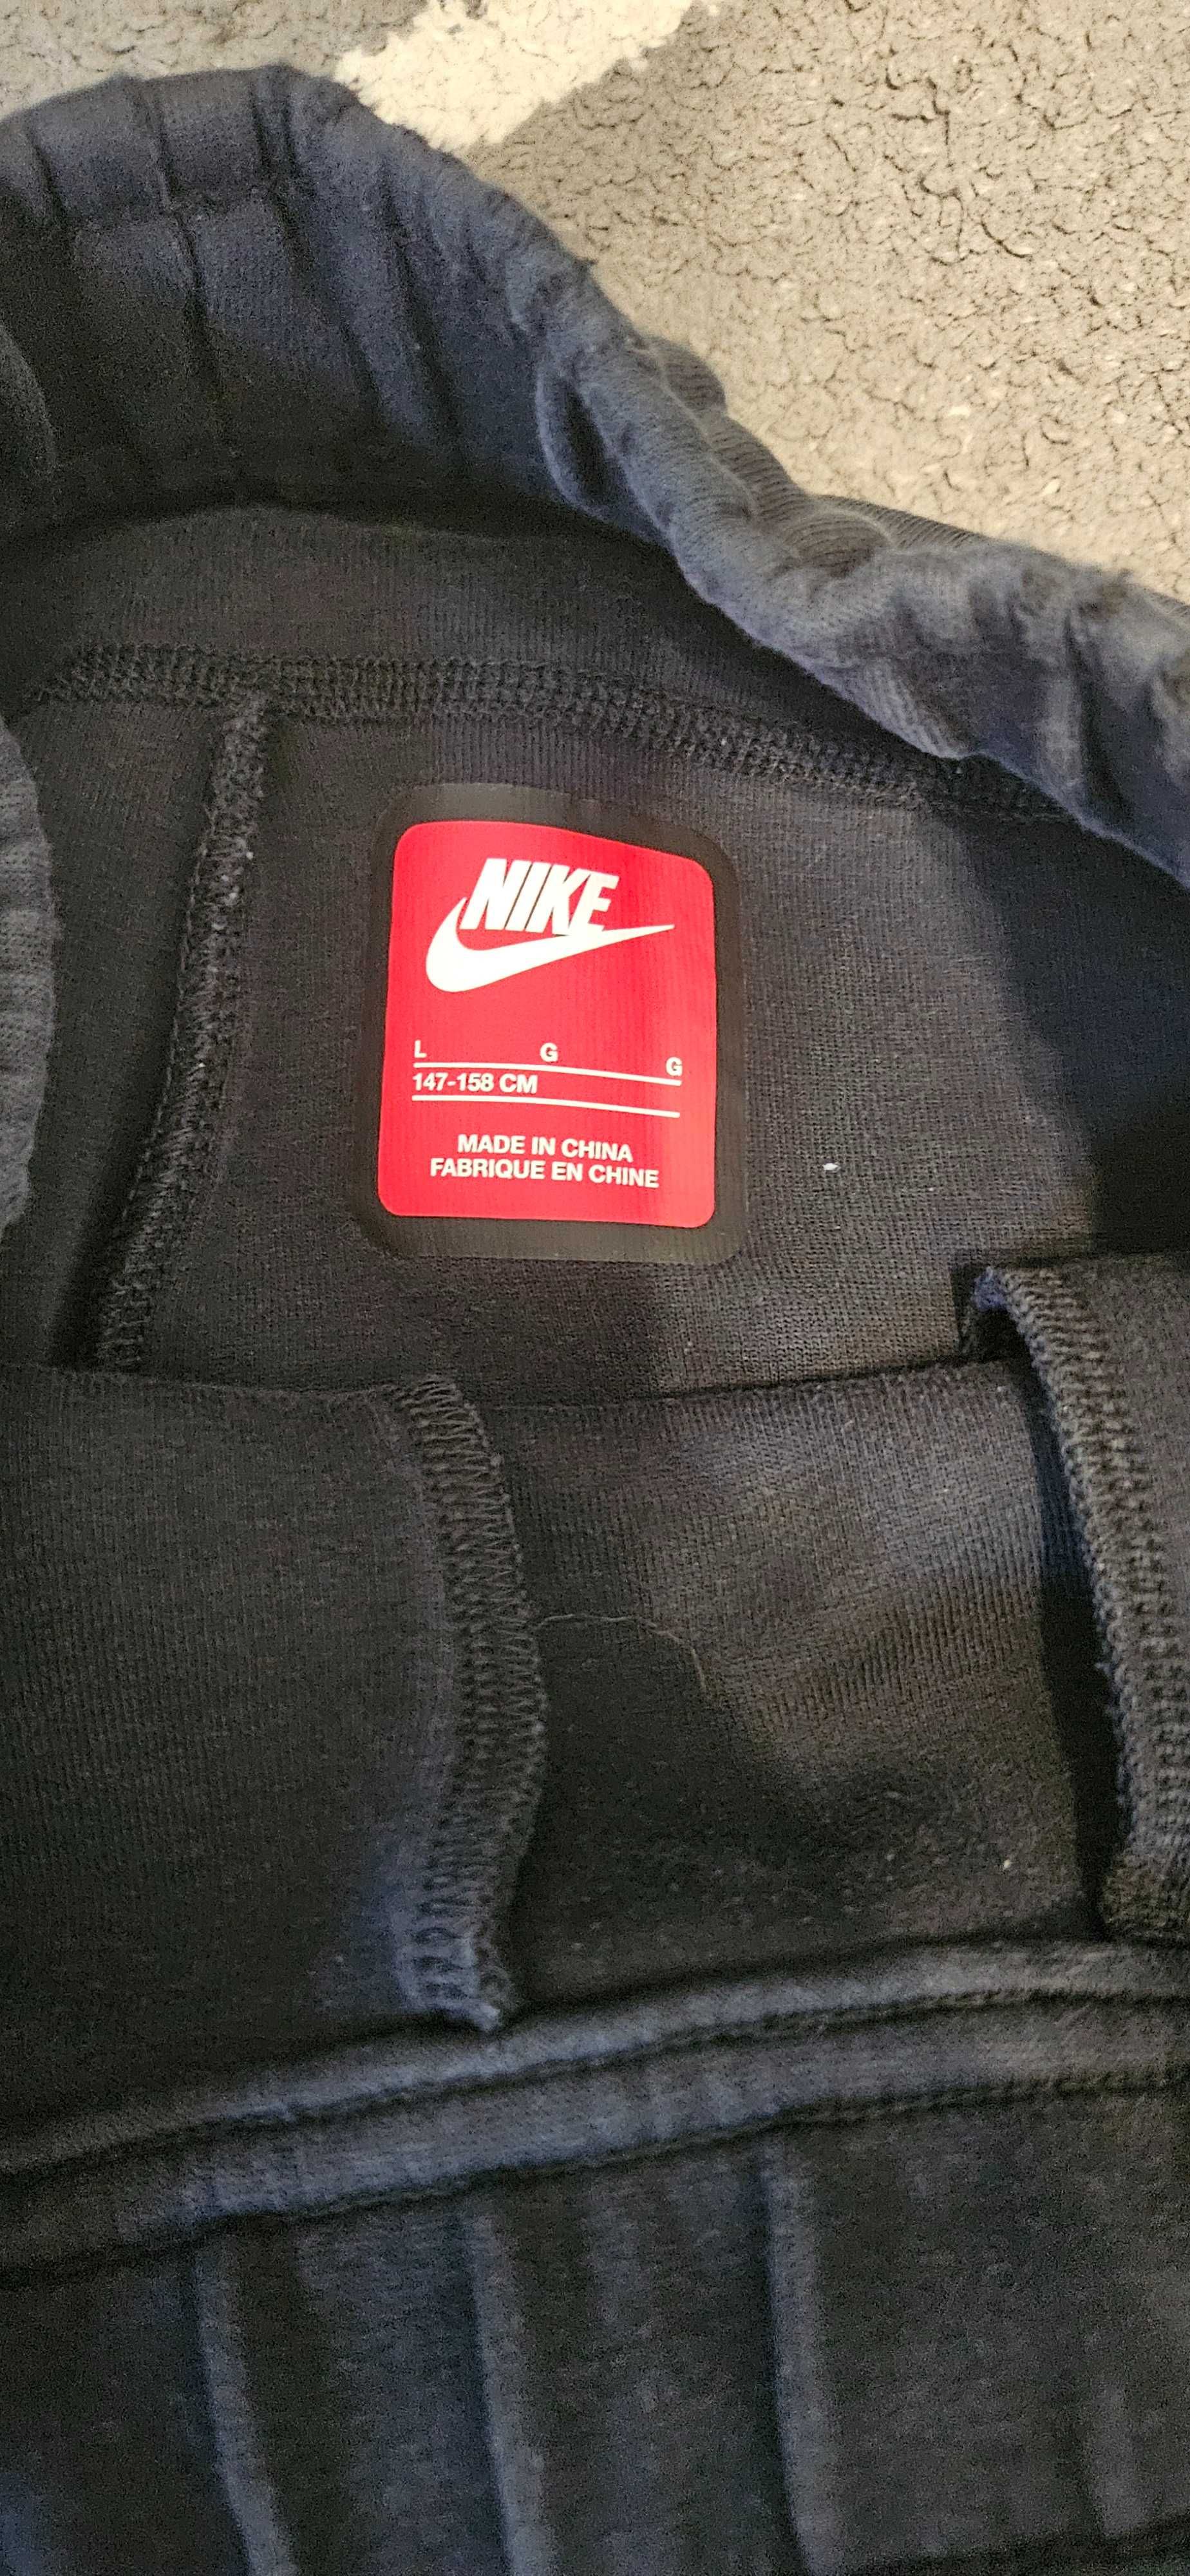 NIKE
L G G
147-158 CM
MADE IN CHINA
FABRIQUE EN CHINE